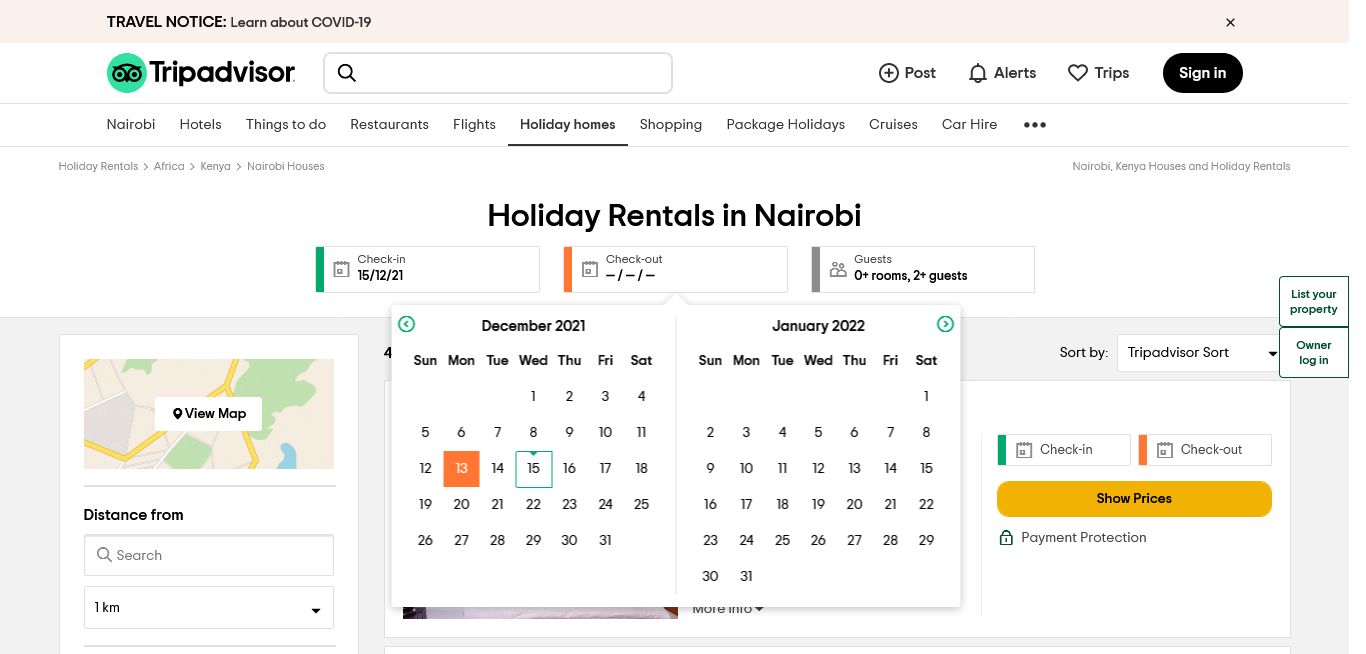 TRAVEL NOTICE: Learn about COVID-19
Tripadvisor
Post
Alerts
Trips
Sign in
Nairobi
Hotels
Things to do
Restaurants
Flights
Holiday homes
Shopping
Package Holidays
Cruises
Car Hire
Holiday Rentals > Africa > Kenya > Nairobi Houses
Nairobi, Kenya Houses and Holiday Rentals
Holiday Rentals in Nairobi
Check-in
15/12/21
Check-out
– / – / –
Guests
0+ rooms, 2+ guests
List your
property
Owner
log in
View Map
Distance from
Search
1 km
4
Sort by: Tripadvisor Sort
December 2021
Sun Mon Tue Wed Thu Fri Sat
1 2 3 4
5 6 7 8 9 10 11
12 13 14 15 16 17 18
19 20 21 22 23 24 25
26 27 28 29 30 31
January 2022
Sun Mon Tue Wed Thu Fri Sat
1
2 3 4 5 6 7 8
9 10 11 12 13 14 15
16 17 18 19 20 21 22
23 24 25 26 27 28 29
30 31
More info
Check-in
Check-out
Show Prices
Payment Protection